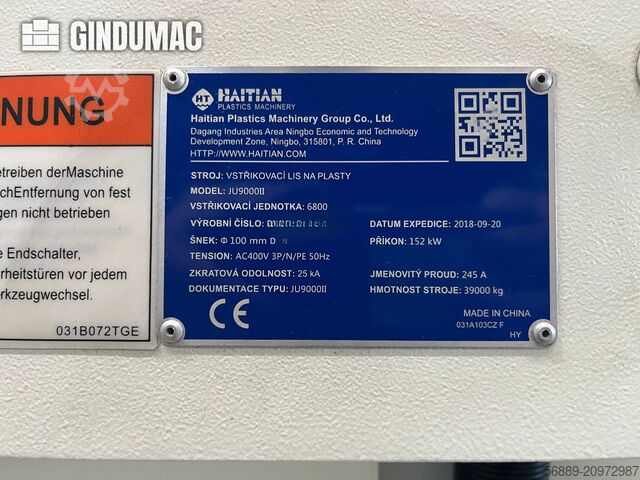 GINDUMAC
NUNG
etreiben derMaschine
chEntfernung von fest
gen nicht betrieben
e Endschalter,
rheitstüren vor jedem
erkzeugwechsel.
031B072TGE
HT HAITIAN
PLASTICS MACHINERY
Haitian Plastics Machinery Group Co., Ltd.
Dagang Industries Area Ningbo Economic and Technology
Development Zone, Ningbo, 315801, P. R. China
HTTP://WWW.HAITIAN.COM
STROJ: VSTŘIKOVACÍ LIS NA PLASTY
MODEL: JU9000II
VSTŘIKOVACÍ JEDNOTKA: 6800
VÝROBNÍ ČÍSLO:
DATUM EXPEDICE: 2018-09-20
ŠNEK: Φ 100 mm D
PŘÍKON: 152 kW
TENSION: AC400V 3P/N/PE 50Hz
ZKRATOVÁ ODOLNOST: 25 kA
JMENOVITÝ PROUD: 245 A
DOKUMENTACE TYPU: JU9000II
HMOTNOST STROJE: 39000 kg
CE
MADE IN CHINA
031A103CZ F
HY
56889-20972987